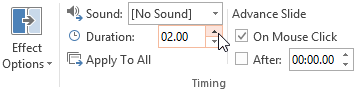 Effect Options
Sound: [No Sound]
Duration: 02.00
Apply To All
Advance Slide
On Mouse Click
After: 00:00.00
Timing